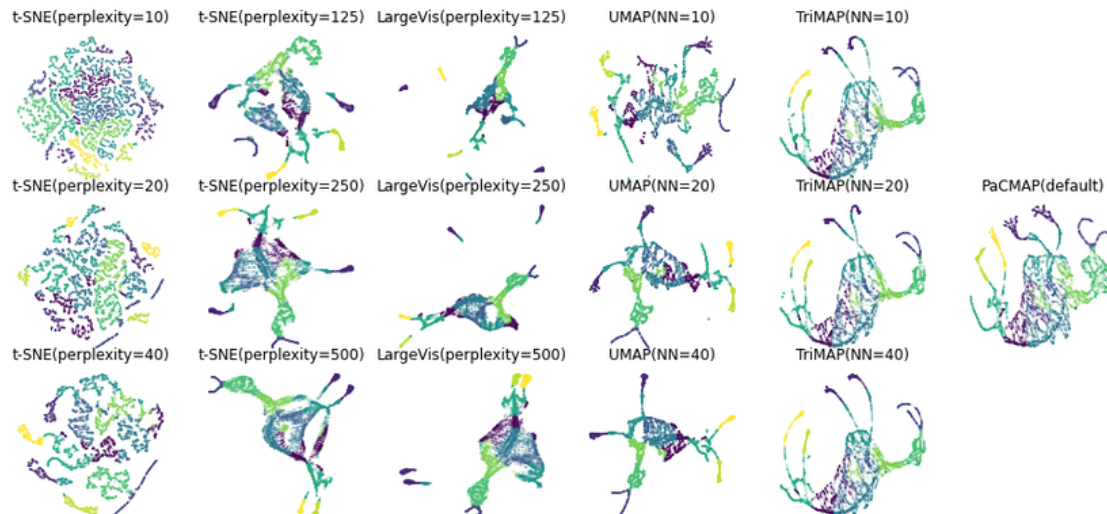 t-SNE(perplexity=10) t-SNE(perplexity=125) LargeVis(perplexity=125) UMAP(NN=10) TriMAP(NN=10)
t-SNE(perplexity=20) t-SNE(perplexity=250) LargeVis(perplexity=250) UMAP(NN=20) TriMAP(NN=20) PaCMAP(default)
t-SNE(perplexity=40) t-SNE(perplexity=500) LargeVis(perplexity=500) UMAP(NN=40) TriMAP(NN=40)